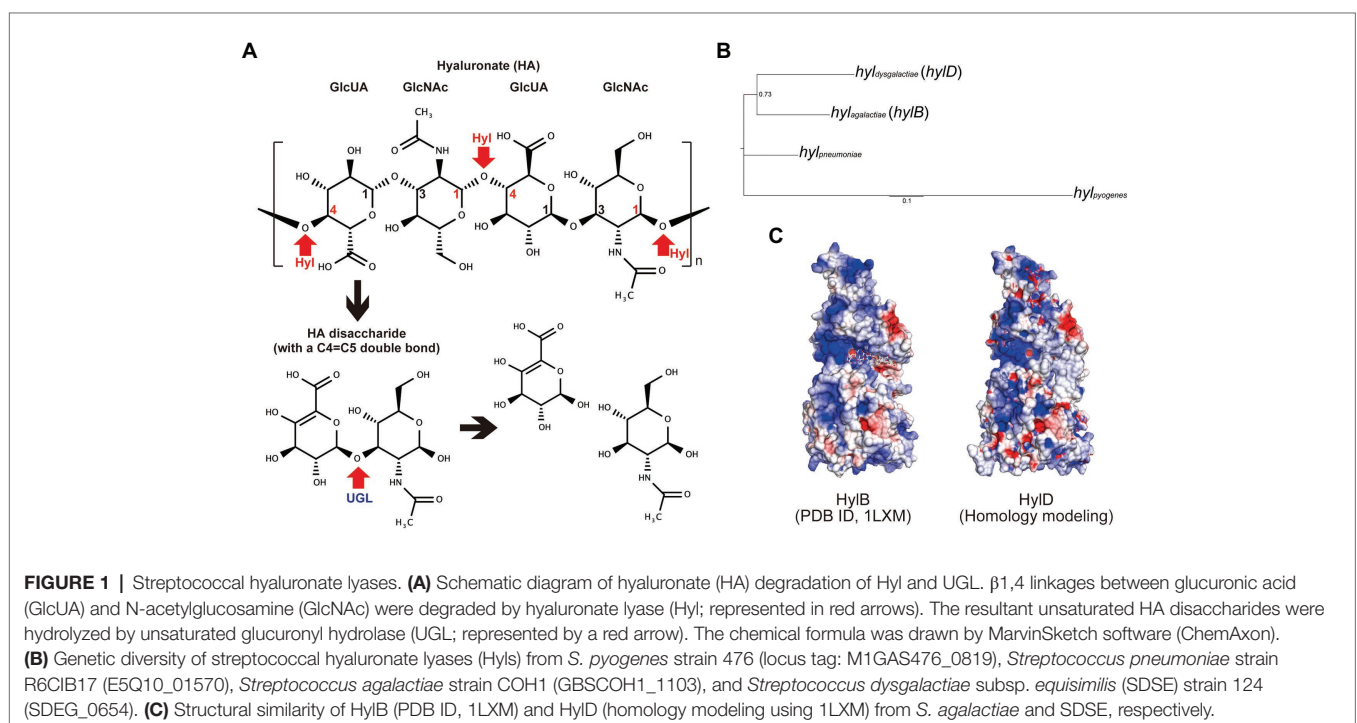 A
Hyaluronate (HA)
GlcUA GlcNAc GlcUA GlcNAc
CH₃
O
NH
Hyl
HO
O
OH
OH
HO
1
O
3
1
O
4
O
HO
1
O
3
1
O
4
O
HO
O
HO
O
HO
OH
NH
O
Hyl
Hyl
HO
O
OH
H₃C
O
n
HA disaccharide
(with a C4=C5 double bond)
HO
O
OH
HO
O
HO
O
O
OH
HO
OH
NH
UGL
H₃C
O
HO
O
HO
O
HO
OH
OH
OH
HO
O
HO
OH
NH
H₃C
O
B
hyldysgalactiae (hylD)
0.73
hylagalactiae (hylB)
hylpneumoniae
hylpyogenes
0.1
C
HylB
(PDB ID, 1LXM)
HylD
(Homology modeling)
FIGURE 1 | Streptococcal hyaluronate lyases. (A) Schematic diagram of hyaluronate (HA) degradation of Hyl and UGL. β1,4 linkages between glucuronic acid
(GlcUA) and N-acetylglucosamine (GlcNAc) were degraded by hyaluronate lyase (Hyl; represented in red arrows). The resultant unsaturated HA disaccharides were
hydrolyzed by unsaturated glucuronyl hydrolase (UGL; represented by a red arrow). The chemical formula was drawn by MarvinSketch software (ChemAxon).
(B) Genetic diversity of streptococcal hyaluronate lyases (Hyls) from S. pyogenes strain 476 (locus tag: M1GAS476_0819), Streptococcus pneumoniae strain
R6CIB17 (E5Q10_01570), Streptococcus agalactiae strain COH1 (GBSCOH1_1103), and Streptococcus dysgalactiae subsp. equisimilis (SDSE) strain 124
(SDEG_0654). (C) Structural similarity of HylB (PDB ID, 1LXM) and HylD (homology modeling using 1LXM) from S. agalactiae and SDSE, respectively.